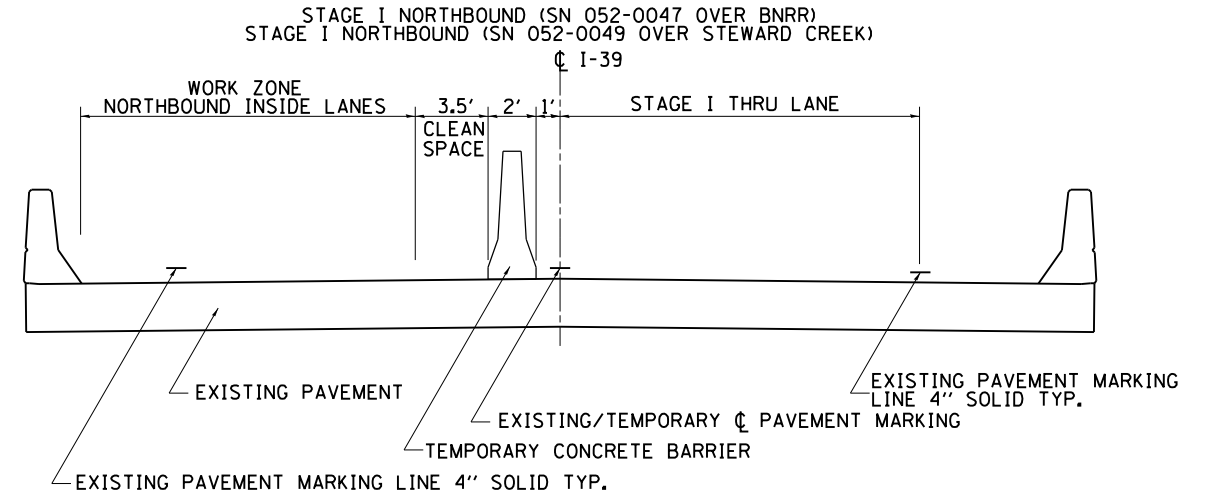 STAGE I NORTHBOUND (SN 052-0047 OVER BNRR)
STAGE I NORTHBOUND (SN 052-0049 OVER STEWARD CREEK)
℄ I-39
WORK ZONE
NORTHBOUND INSIDE LANES
3.5'
2'
1'
STAGE I THRU LANE
CLEAN
SPACE
EXISTING PAVEMENT
EXISTING PAVEMENT MARKING
LINE 4" SOLID TYP.
EXISTING/TEMPORARY ℄ PAVEMENT MARKING
TEMPORARY CONCRETE BARRIER
EXISTING PAVEMENT MARKING LINE 4" SOLID TYP.